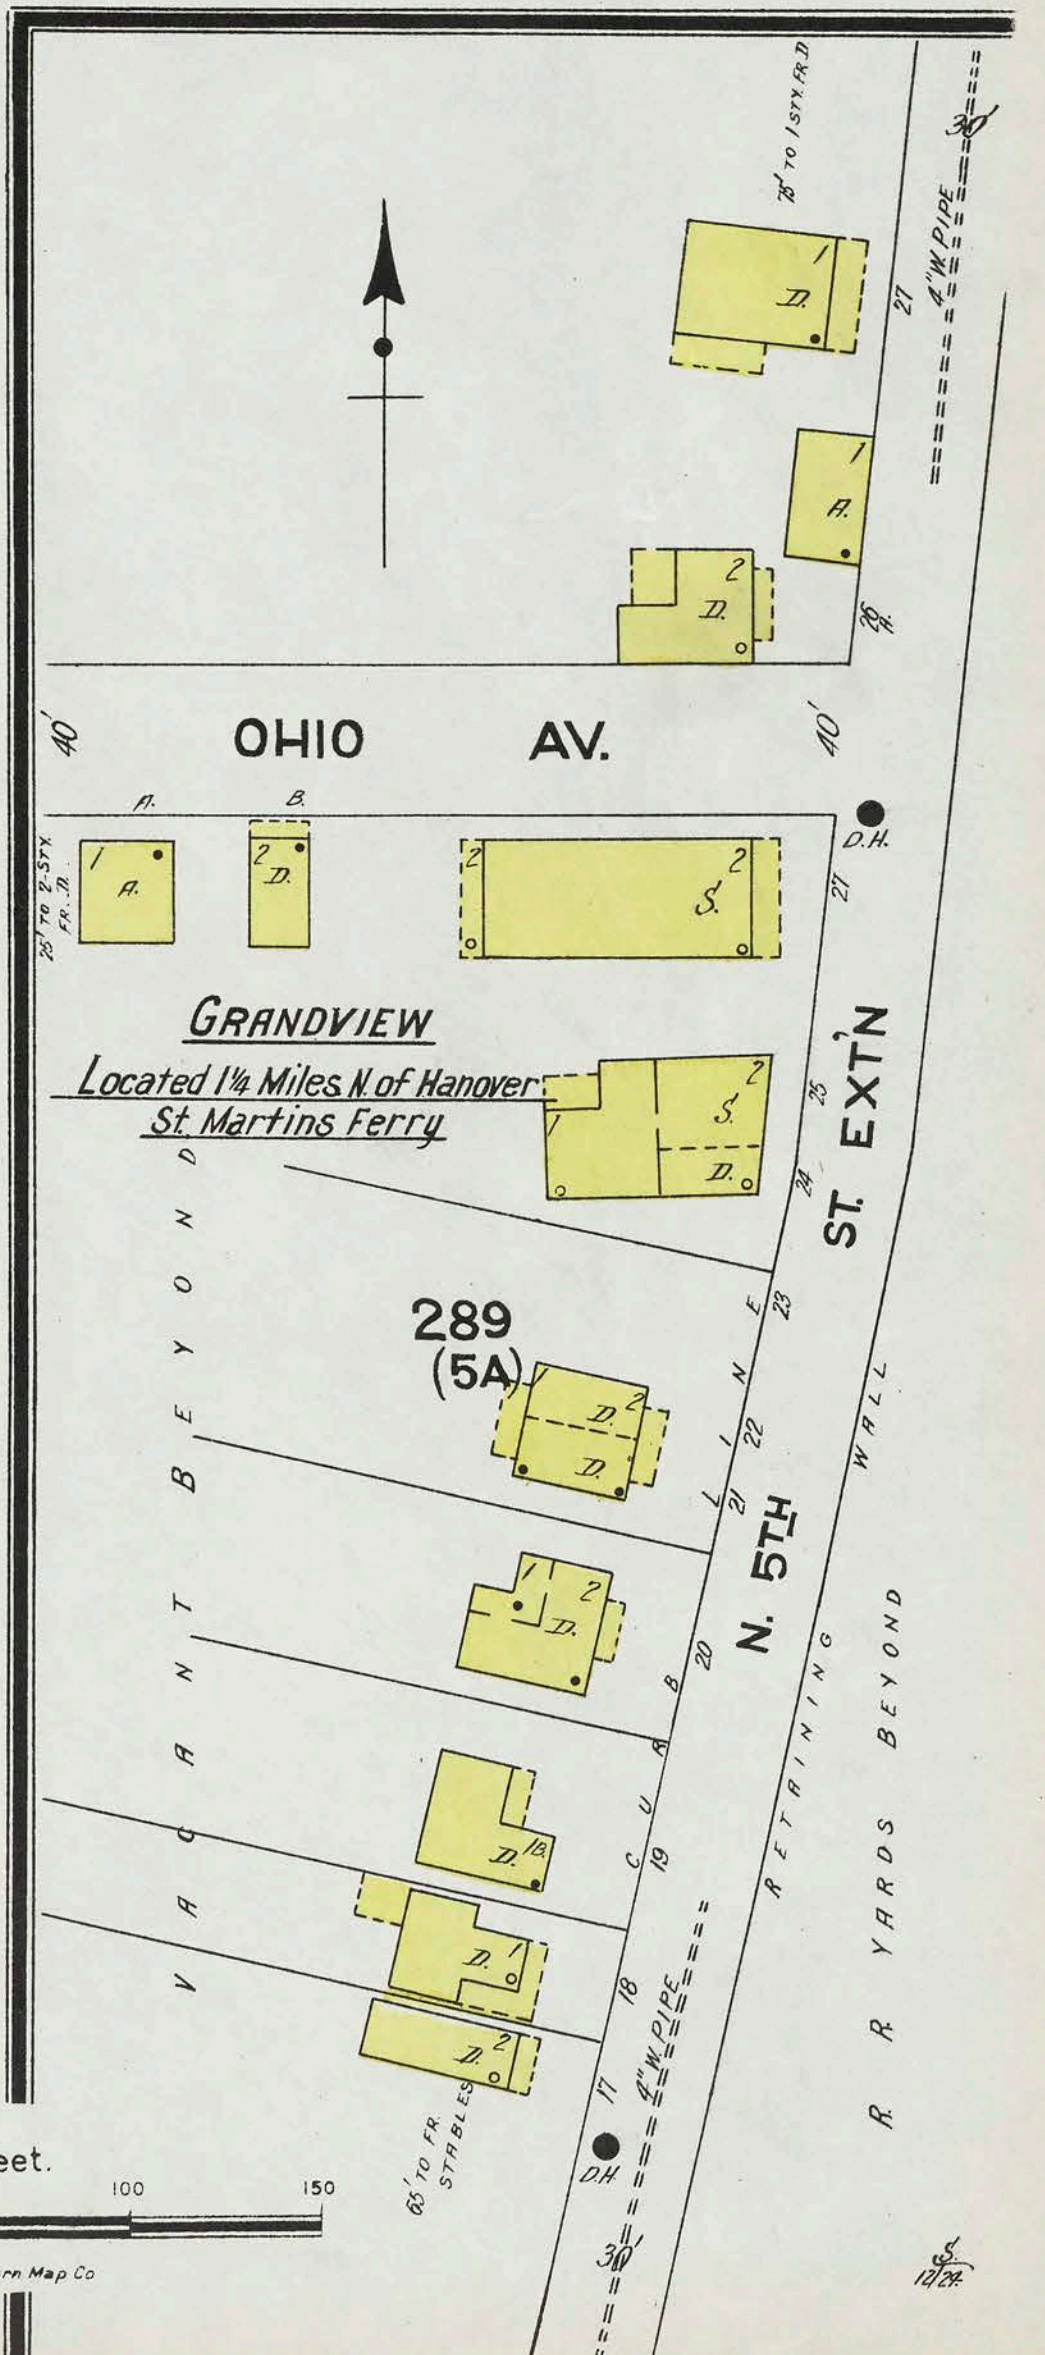 75' TO 1 STY. FR. D
30'
4" W. PIPE
27
1
D.
1
A.
2
D.
26
A.
40'
OHIO AV.
40'
A.
B.
D.H.
25' TO 2-STY.
FR. D.
1
A.
2
D.
2
2
S.
27
GRANDVIEW
Located 1¼ Miles N. of Hanover
St. Martins Ferry
2
S.
1
D.
25
24
N. 5TH ST. EXT'N
289
(5A)
23
1
2
D.
D.
22
21
CURB LINE
RETAINING WALL
VACANT BEYOND
R. R. YARDS BEYOND
1
2
D.
20
D. 1B.
19
D. 1
18
4" W. PIPE
D. 2
17
65' TO FR.
STABLES
D.H.
30'
eet.
100
150
rn Map Co
S.
12/24.